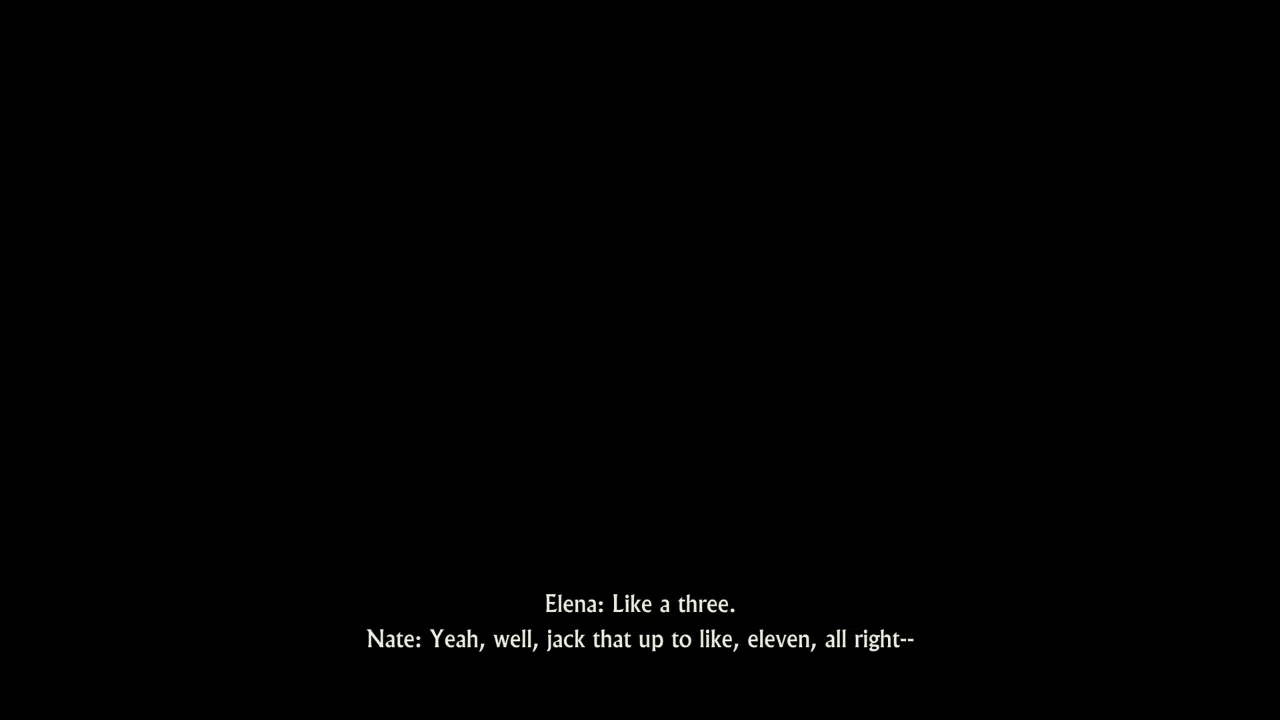 Elena: Like a three.
Nate: Yeah, well, jack that up to like, eleven, all right--